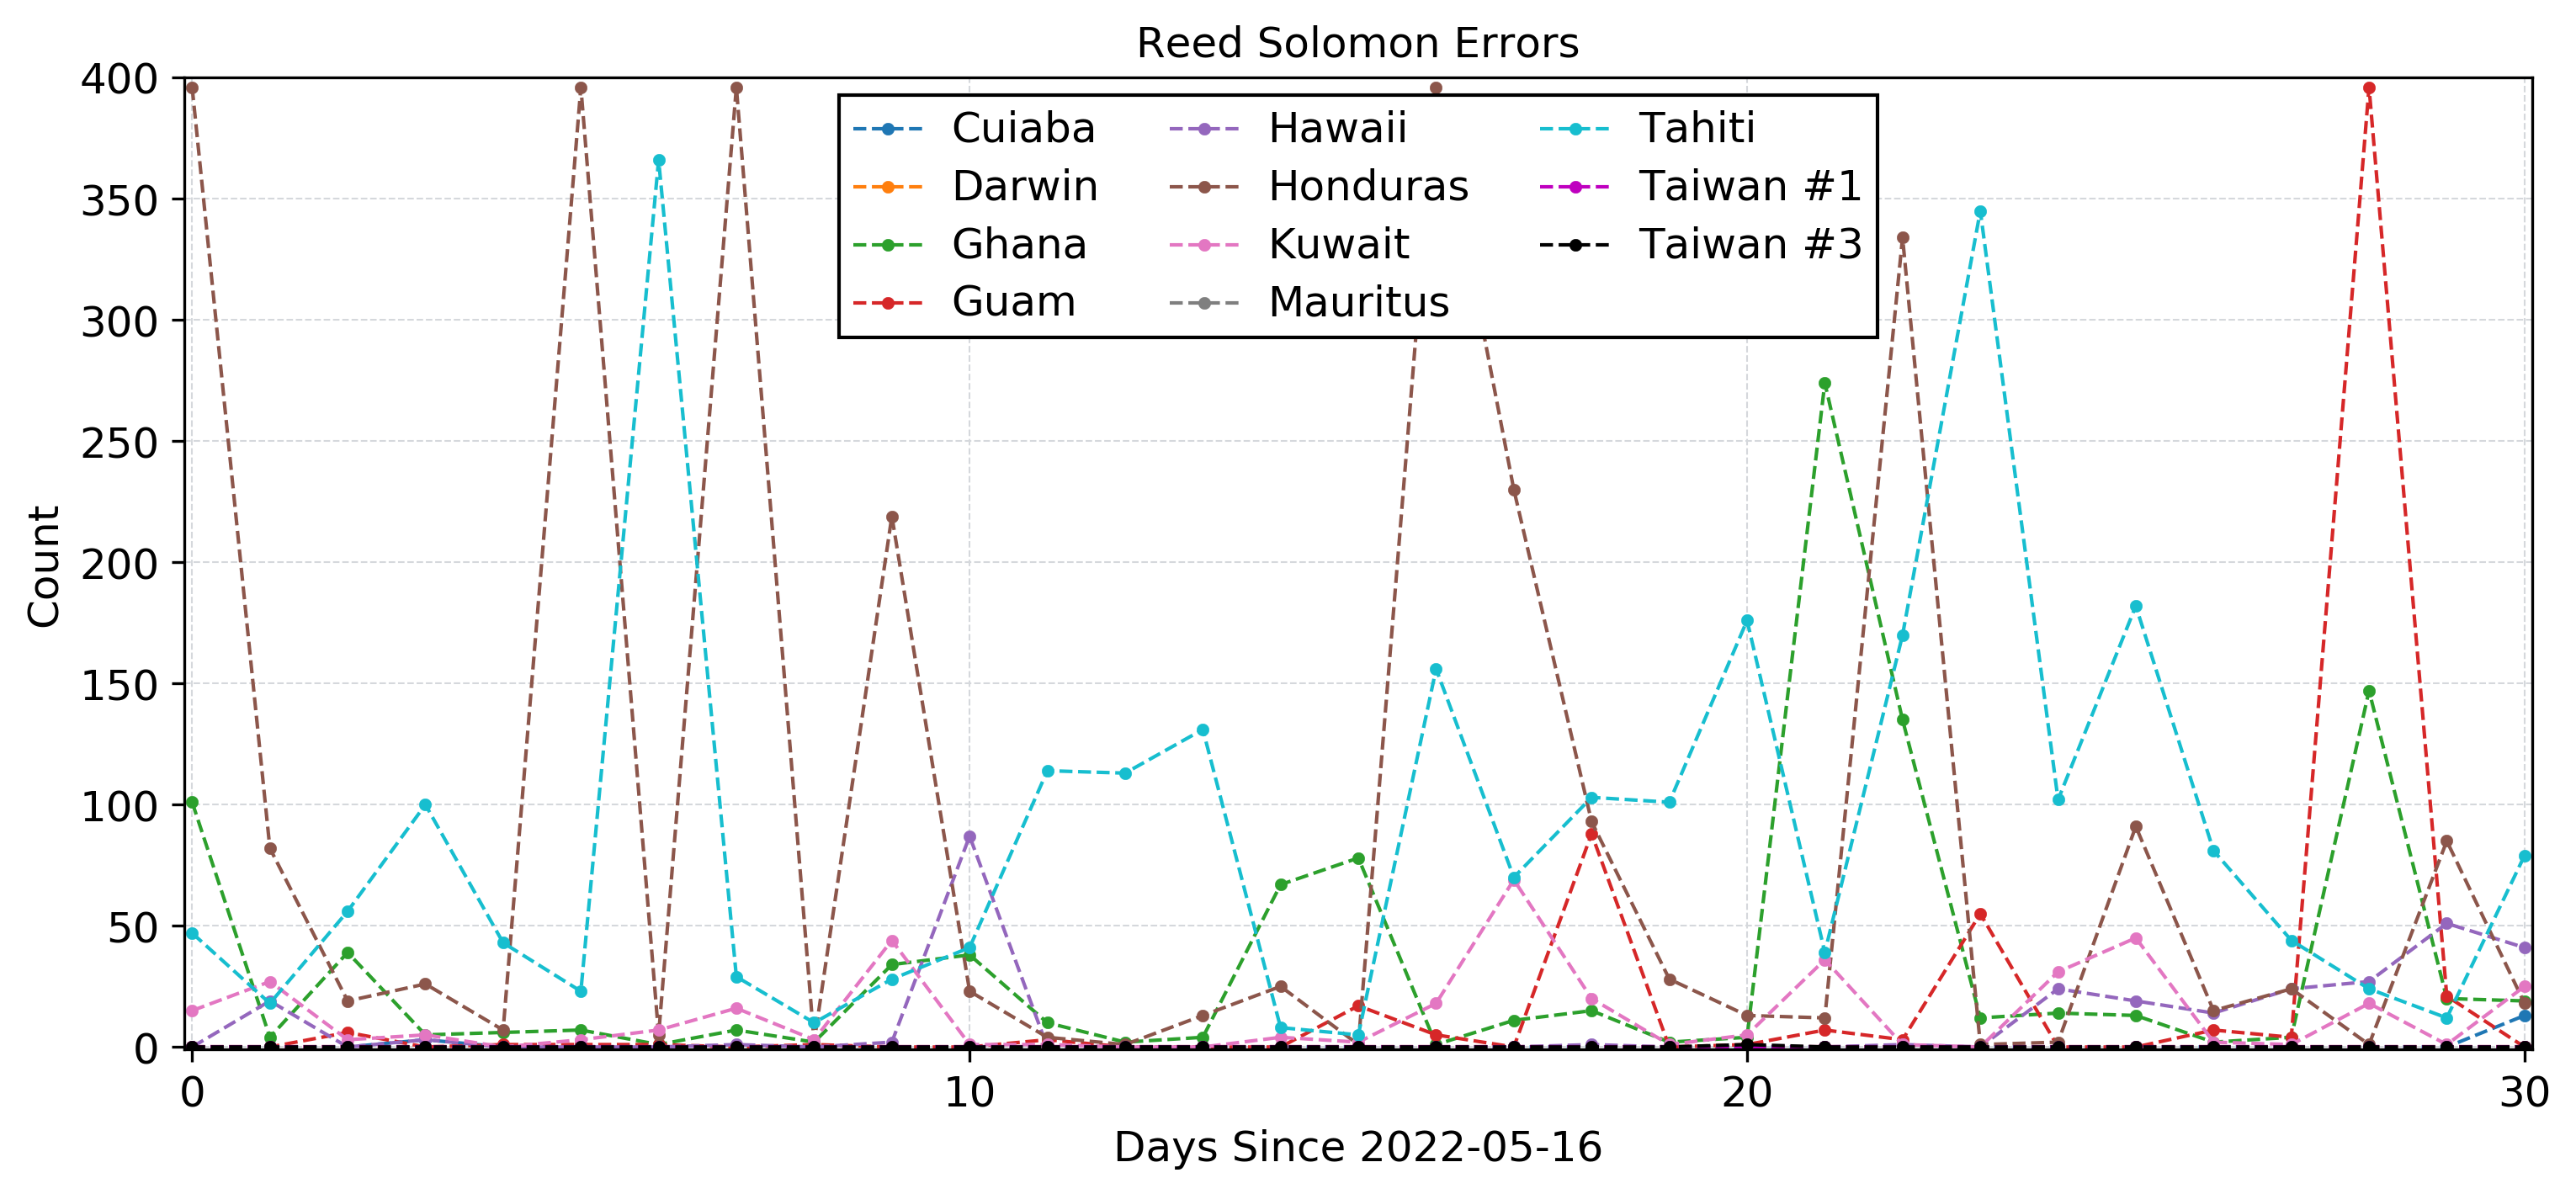 Reed Solomon Errors
400
350
300
250
200
150
100
50
0
Count
Cuiaba
Darwin
Ghana
Guam
Hawaii
Honduras
Kuwait
Mauritus
Tahiti
Taiwan #1
Taiwan #3
0 10 20 30
Days Since 2022-05-16